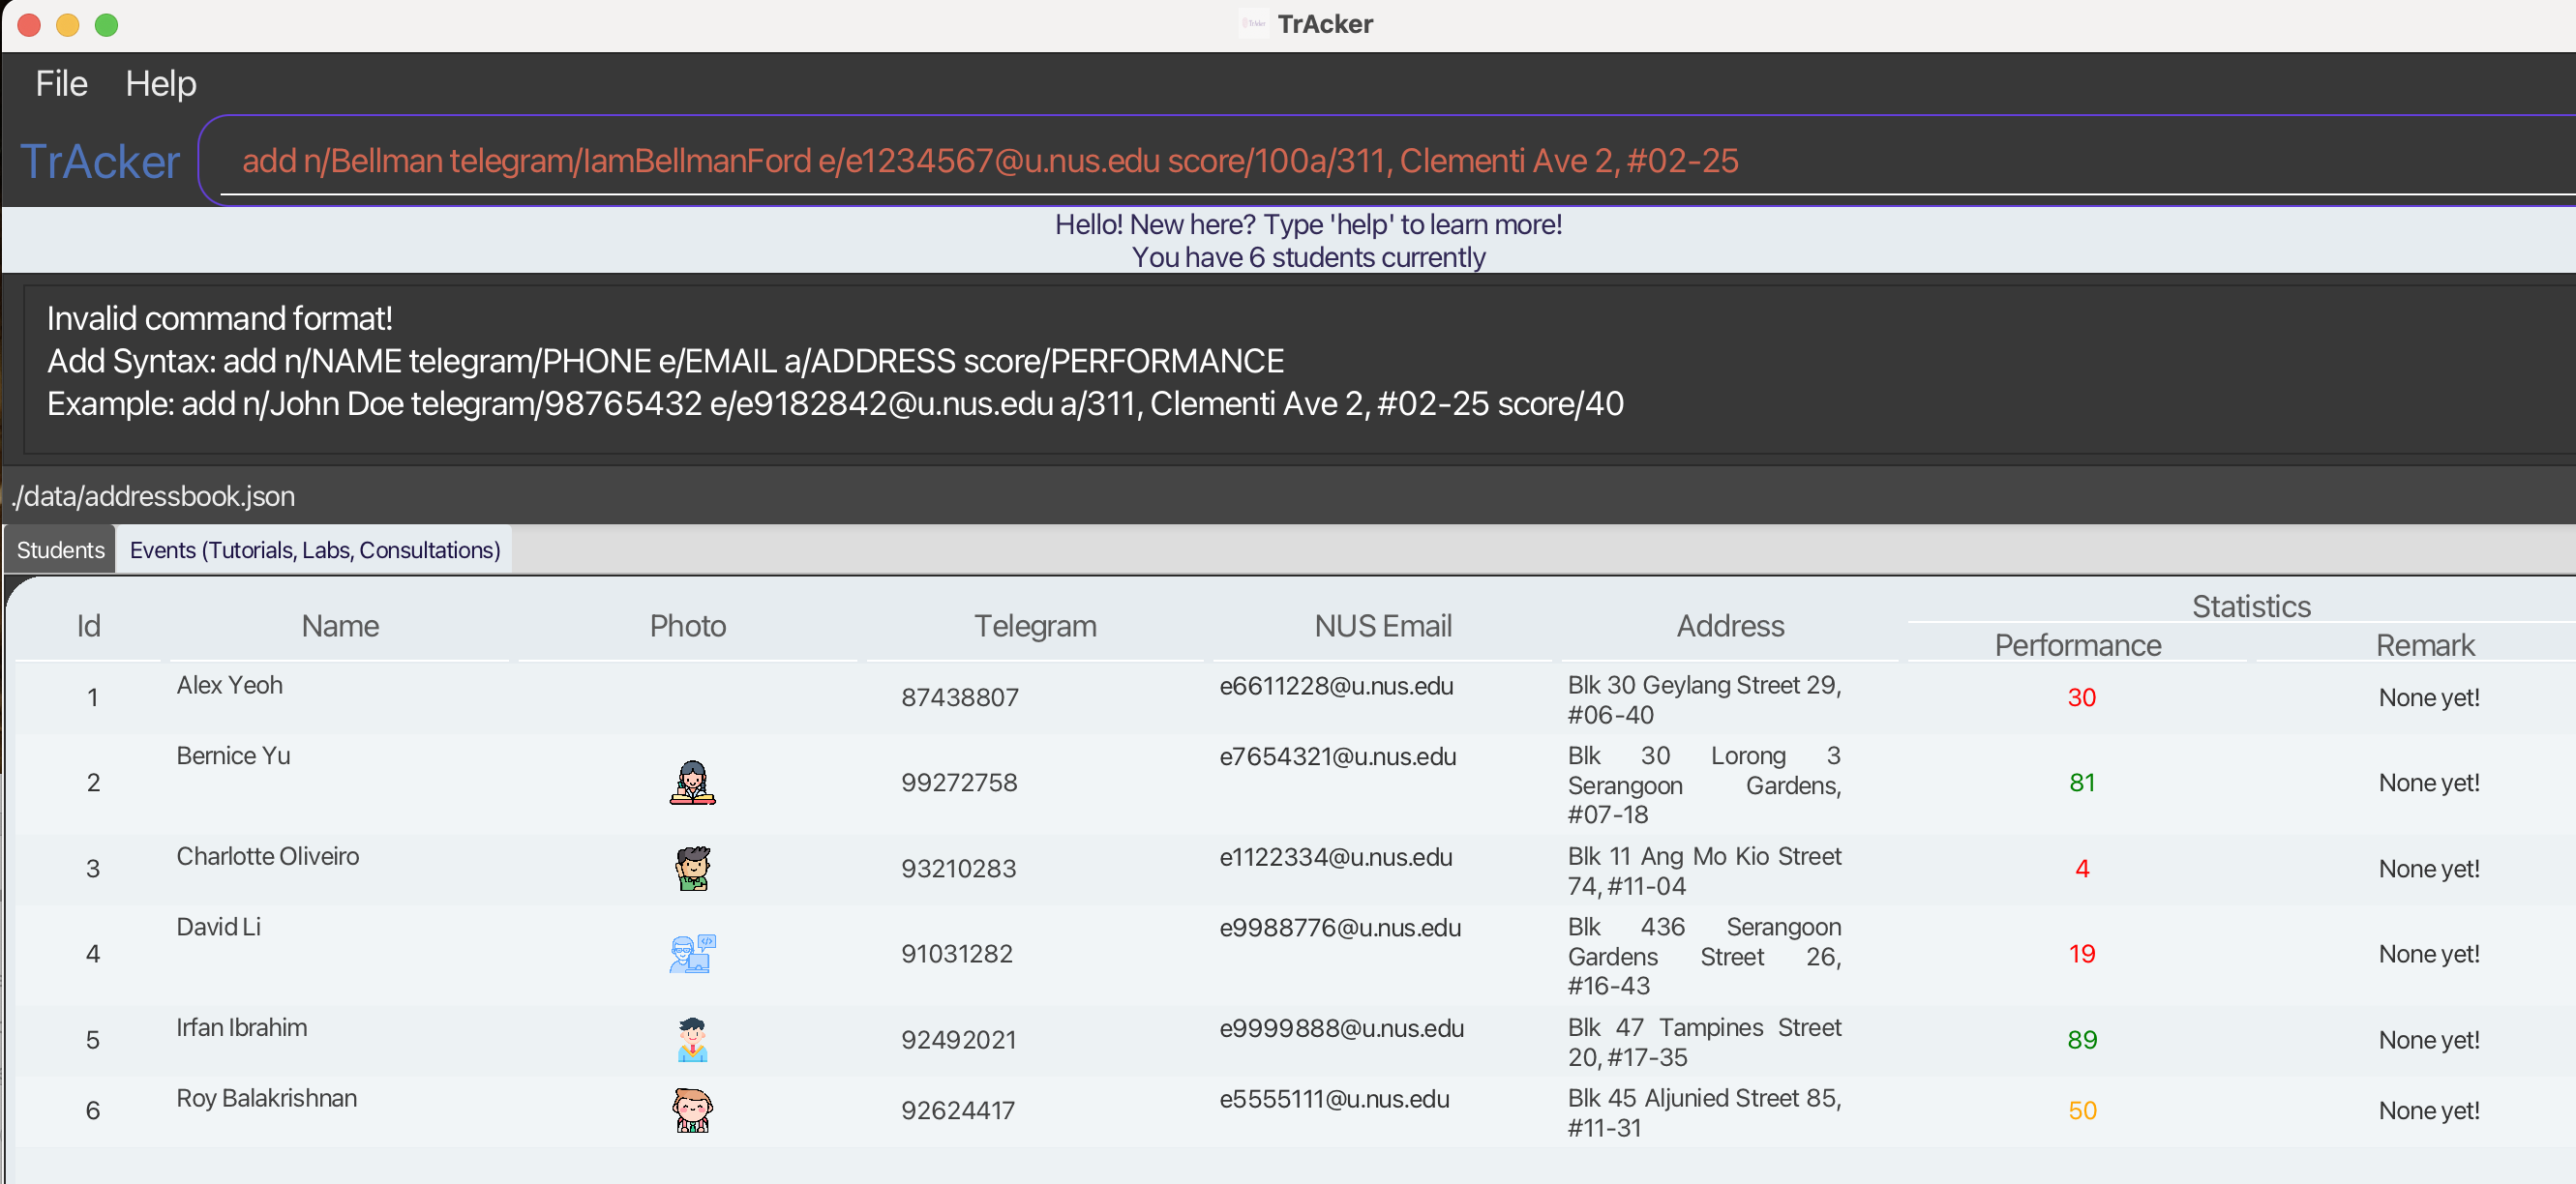 TrAcker
File Help
TrAcker add n/Bellman telegram/IamBellmanFord e/e1234567@u.nus.edu score/100a/311, Clementi Ave 2, #02-25
Hello! New here? Type 'help' to learn more!
You have 6 students currently
Invalid command format!
Add Syntax: add n/NAME telegram/PHONE e/EMAIL a/ADDRESS score/PERFORMANCE
Example: add n/John Doe telegram/98765432 e/e9182842@u.nus.edu a/311, Clementi Ave 2, #02-25 score/40
./data/addressbook.json
Students Events (Tutorials, Labs, Consultations)
Statistics
Id Name Photo Telegram NUS Email Address
Performance Remark
1 Alex Yeoh 87438807 e6611228@u.nus.edu Blk 30 Geylang Street 29, 30 None yet!
#06-40
2 Bernice Yu 99272758 e7654321@u.nus.edu Blk 30 Lorong 3 81 None yet!
Serangoon Gardens,
#07-18
3 Charlotte Oliveiro 93210283 e1122334@u.nus.edu Blk 11 Ang Mo Kio Street 4 None yet!
74, #11-04
4 David Li 91031282 e9988776@u.nus.edu Blk 436 Serangoon 19 None yet!
Gardens Street 26,
#16-43
5 Irfan Ibrahim 92492021 e9999888@u.nus.edu Blk 47 Tampines Street 89 None yet!
20, #17-35
6 Roy Balakrishnan 92624417 e5555111@u.nus.edu Blk 45 Aljunied Street 85, 50 None yet!
#11-31